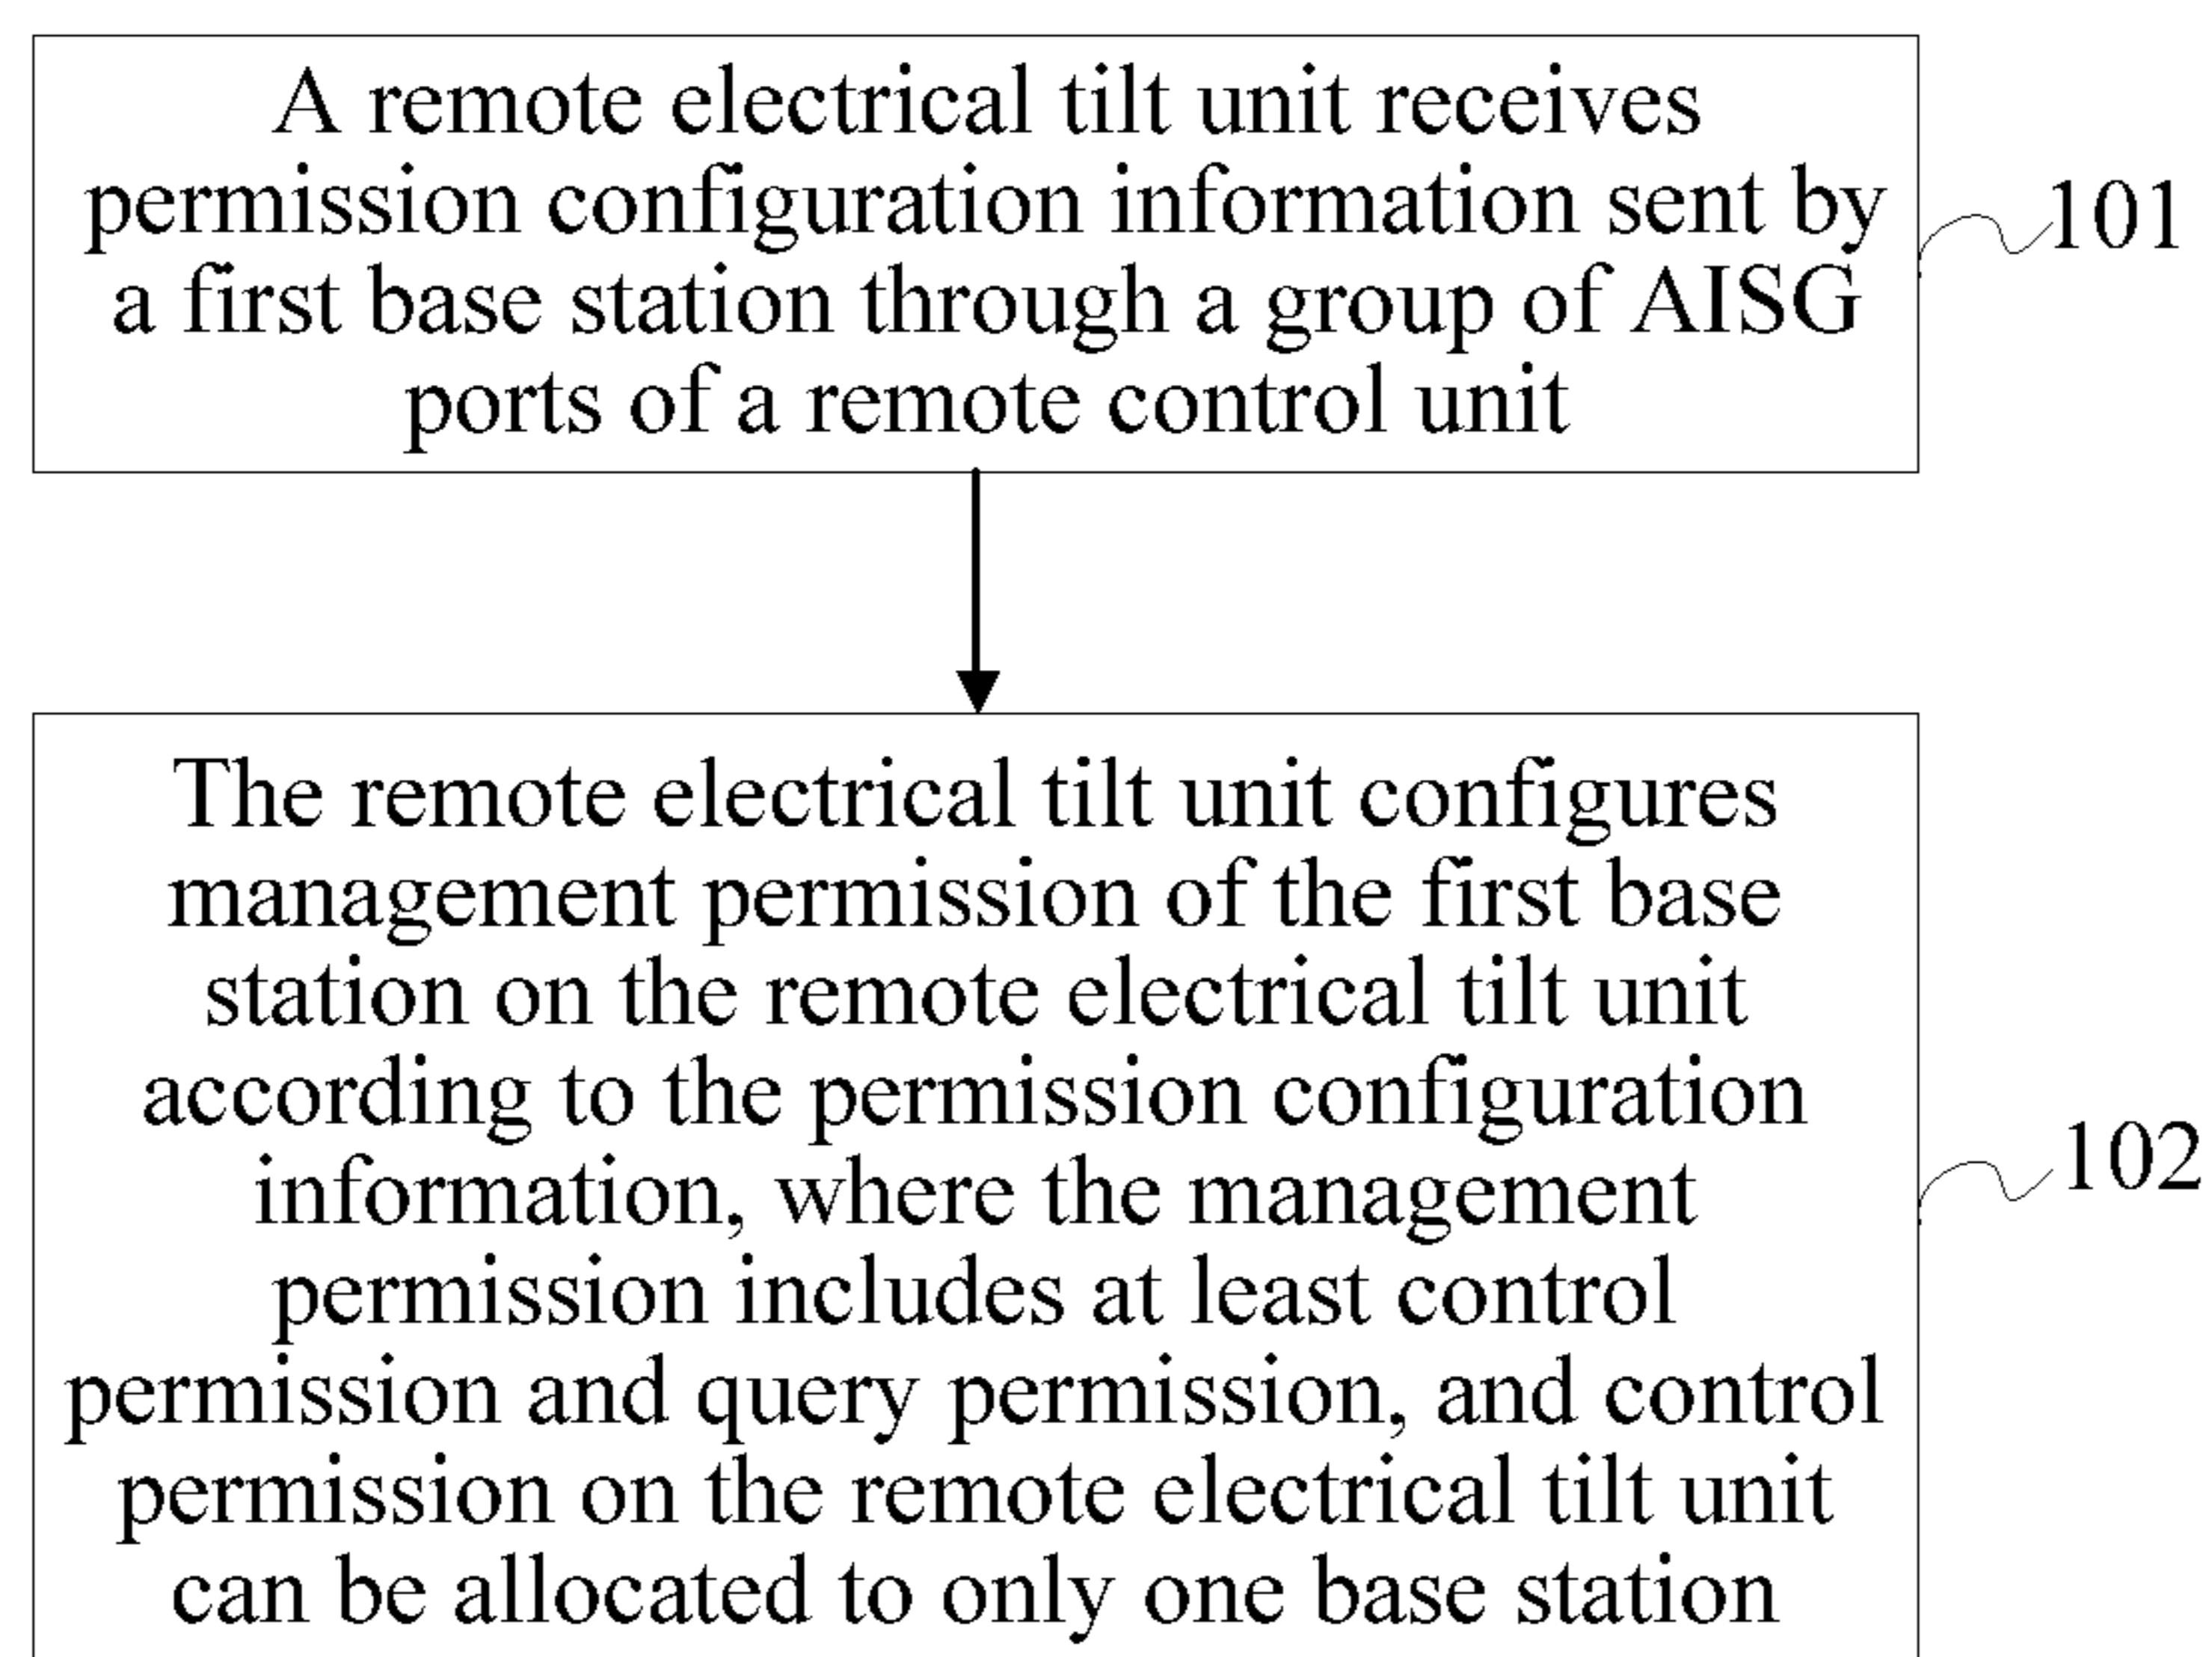 A remote electrical tilt unit receives
permission configuration information sent by
a first base station through a group of AISG
ports of a remote control unit
101
The remote electrical tilt unit configures
management permission of the first base
station on the remote electrical tilt unit
according to the permission configuration
information, where the management
permission includes at least control
permission and query permission, and control
permission on the remote electrical tilt unit
can be allocated to only one base station
102